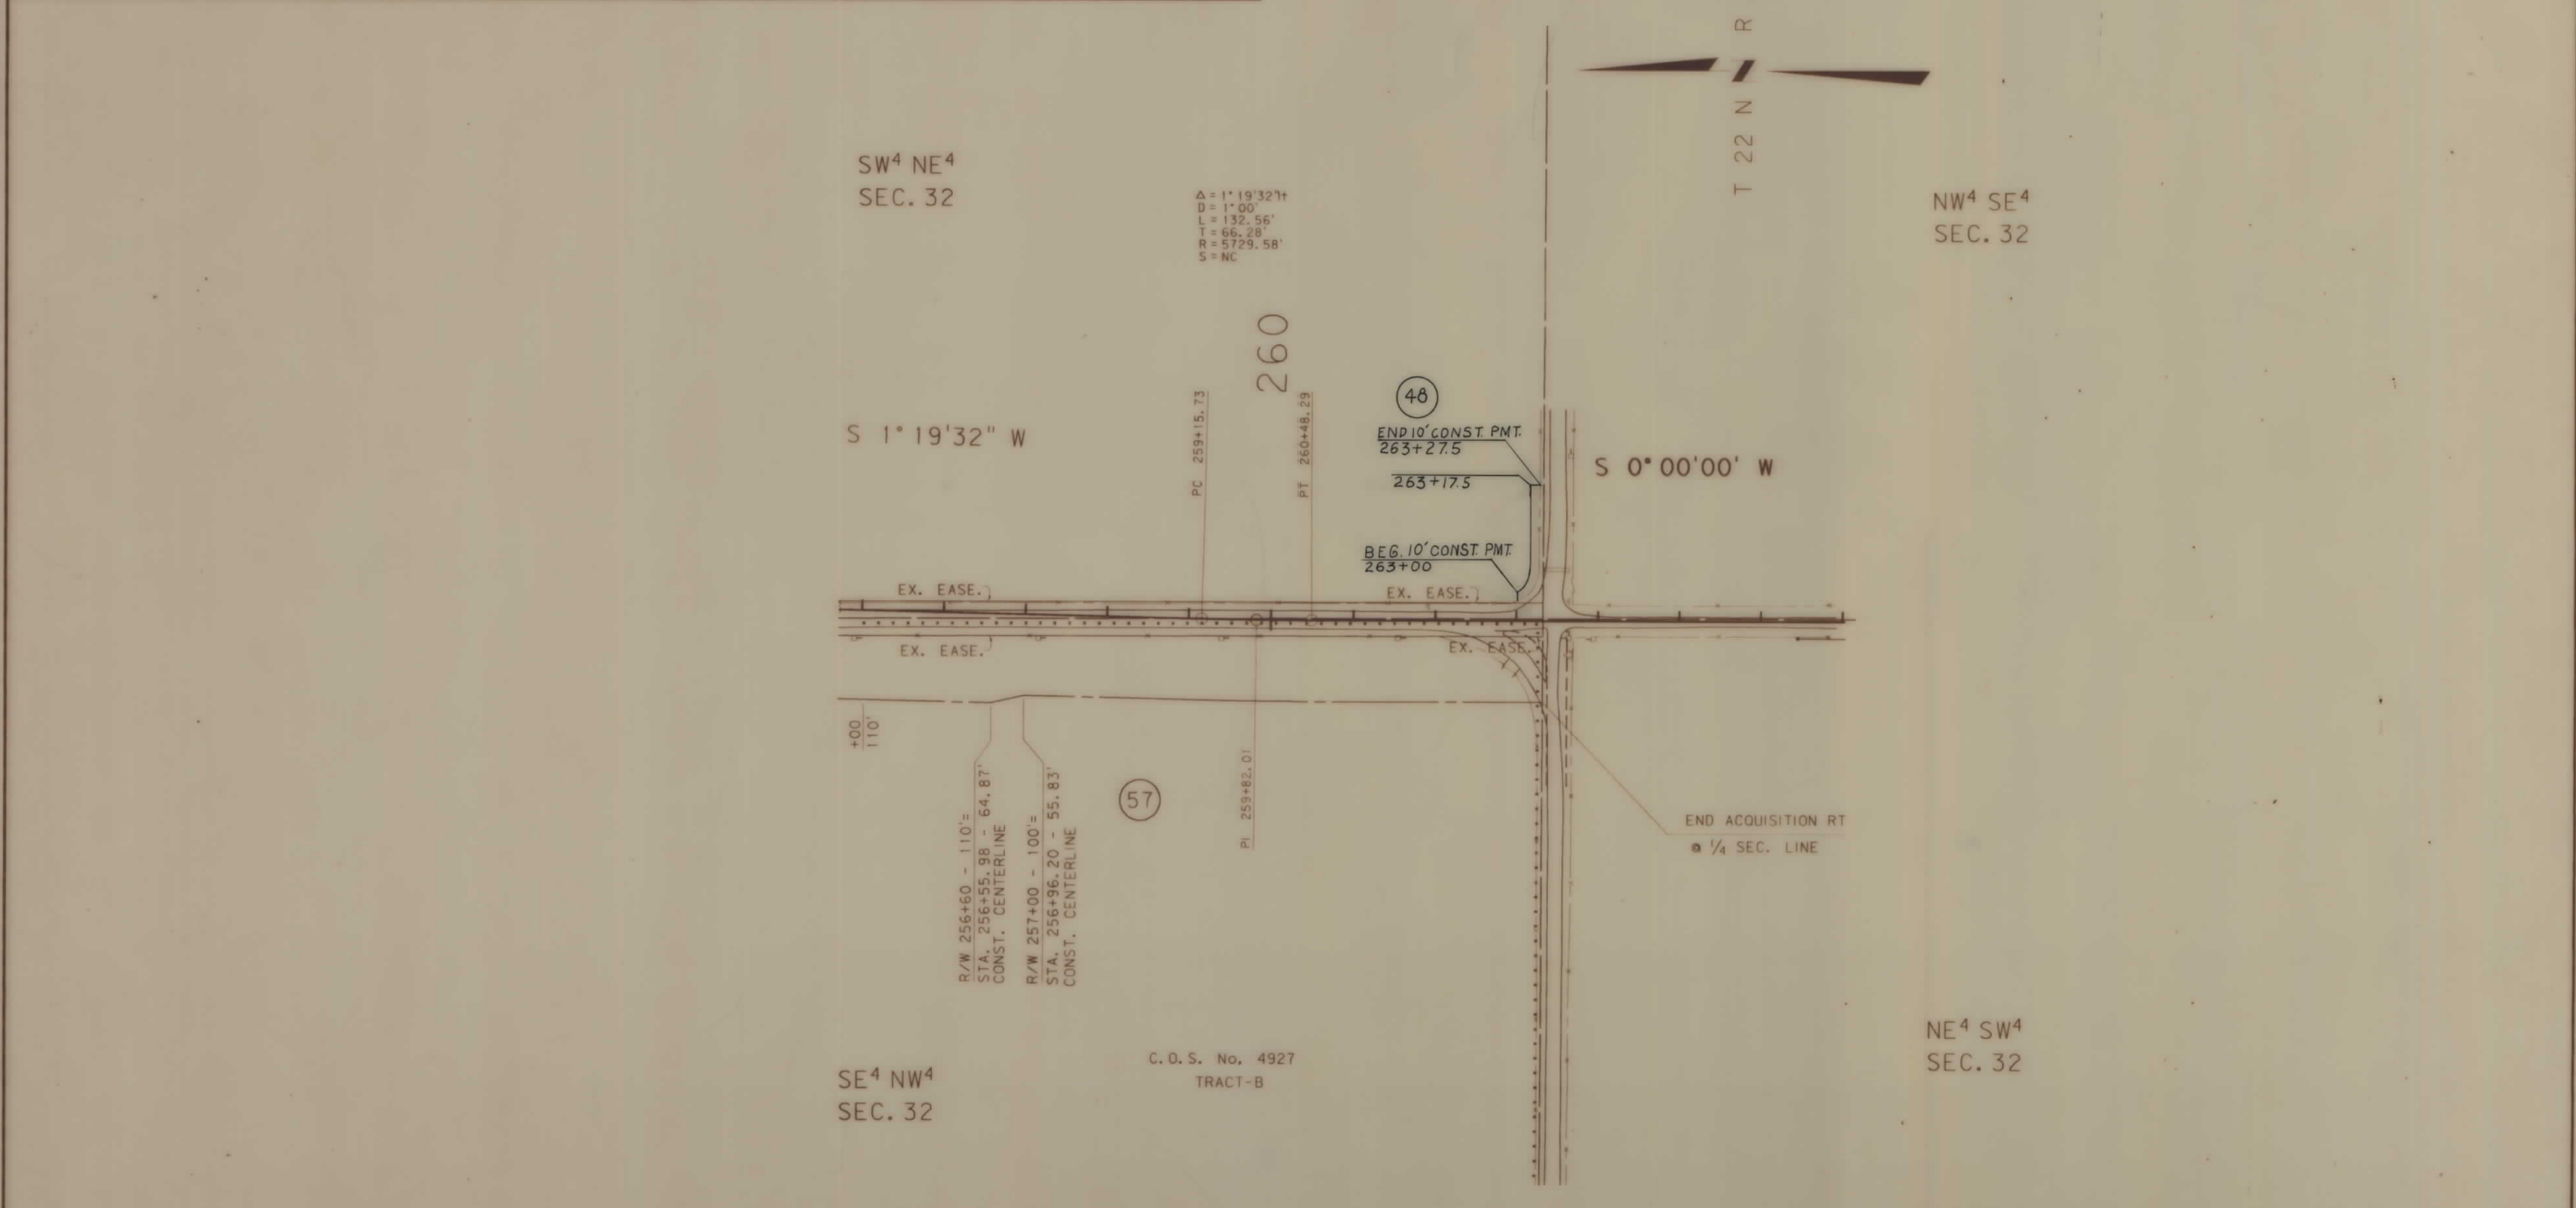 T 22 N R
SW⁴ NE⁴
SEC. 32
Δ = 1° 19'32"
D = 1° 00'
L = 132.56'
T = 66.28'
R = 5729.58'
S = NC
NW⁴ SE⁴
SEC. 32
260
48
S 1° 19'32" W
PC 259+15.73
PT 260+48.29
END 10' CONST. PMT.
263+27.5
263+17.5
S 0° 00'00' W
BEG. 10' CONST. PMT.
263+00
EX. EASE.
EX. EASE.
EX. EASE.
EX. EASE.
+00
110'
R/W 256+60 - 110'=
STA. 256+55.98 - 64.87'
CONST. CENTERLINE
R/W 257+00 - 100'=
STA. 256+96.20 - 55.83'
CONST. CENTERLINE
57
PI 259+82.01
END ACQUISITION RT
@ 1/4 SEC. LINE
NE⁴ SW⁴
SEC. 32
C.O.S. No. 4927
TRACT-B
SE⁴ NW⁴
SEC. 32